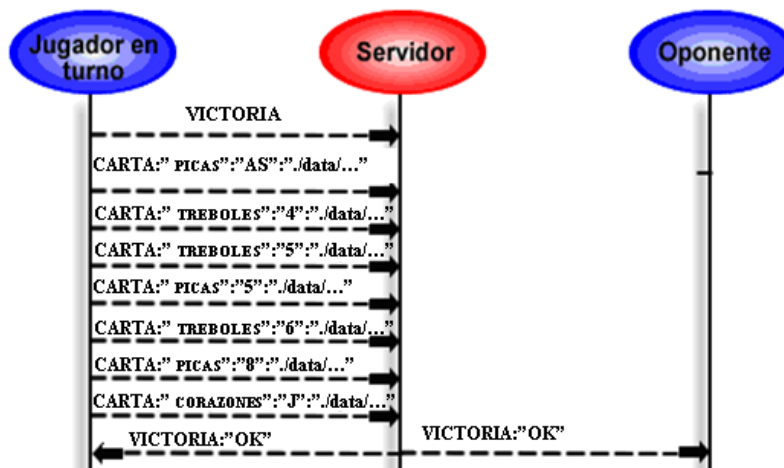 Jugador en
turno
Servidor
Oponente
VICTORIA
CARTA:” PICAS”:”AS”:”./data/…”
CARTA:” TREBOLES”:”4”:”./data/…”
CARTA:” TREBOLES”:”5”:”./data/…”
CARTA:” PICAS”:”5”:”./data/…”
CARTA:” TREBOLES”:”6”:”./data/…”
CARTA:” PICAS”:”8”:”./data/…”
CARTA:” CORAZONES”:”J”:”./data/…”
VICTORIA:”OK”
VICTORIA:”OK”